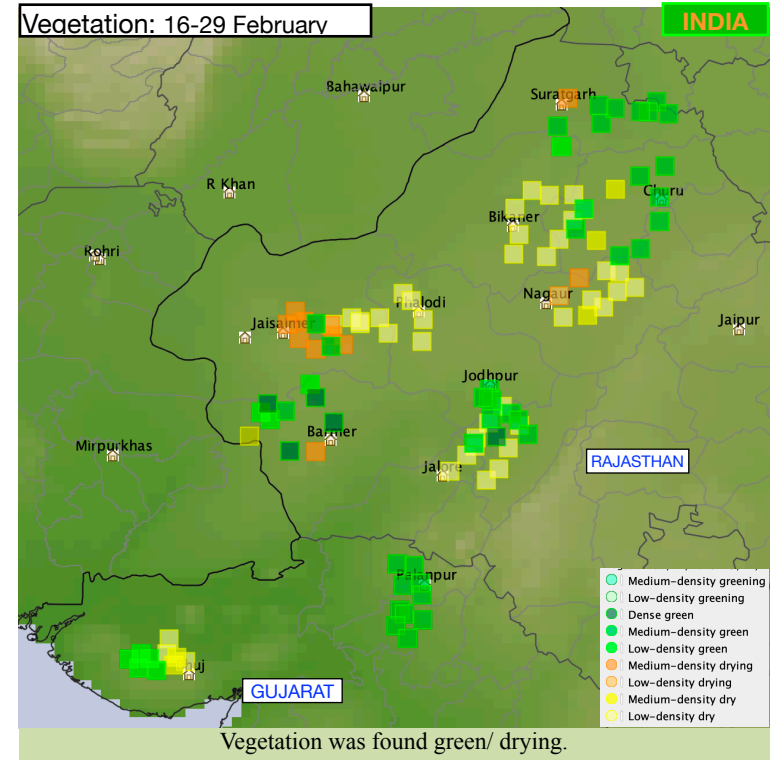 Vegetation: 16-29 February
INDIA
Bahawalpur
Suratgarh
R Khan
Churu
Bikaner
Rohri
Phalodi
Nagaur
Jaisalmer
Jaipur
Jodhpur
Barmer
Mirpurkhas
Jalore
RAJASTHAN
Palanpur
Medium-density greening
Low-density greening
Dense green
Medium-density green
Low-density green
Medium-density drying
Low-density drying
Medium-density dry
Low-density dry
GUJARAT
Vegetation was found green/ drying.